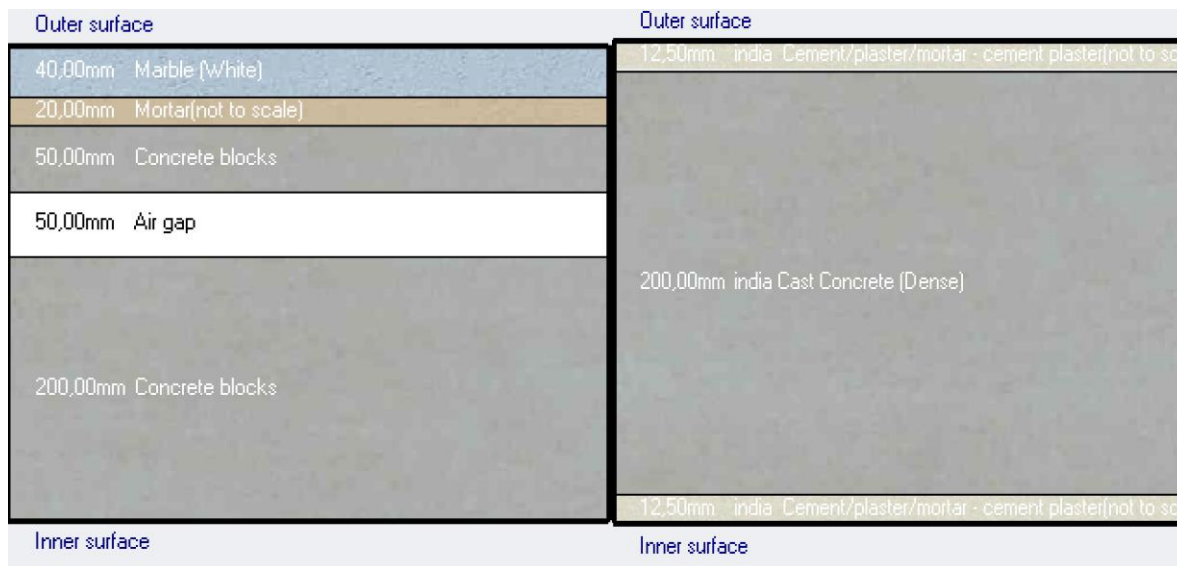 Outer surface
40,00mm Marble (White)
20,00mm Mortar(not to scale)
50,00mm Concrete blocks
50,00mm Air gap
200,00mm Concrete blocks
Inner surface
Outer surface
12,50mm india Cement/plaster/mortar - cement plaster(not to sc
200,00mm india Cast Concrete (Dense)
12,50mm india Cement/plaster/mortar - cement plaster(not to sc
Inner surface